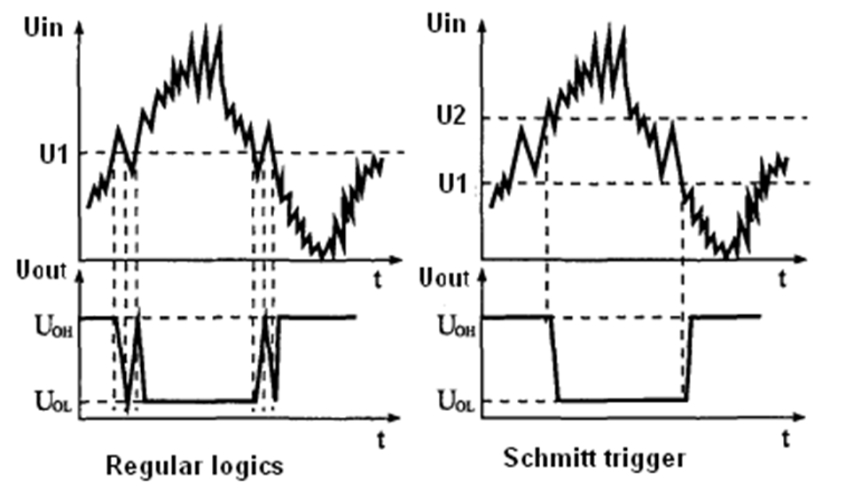 Uin
U1
Uout
UOH
UOL
t
t
Regular logics
Uin
U2
U1
Uout
UOH
UOL
t
t
Schmitt trigger